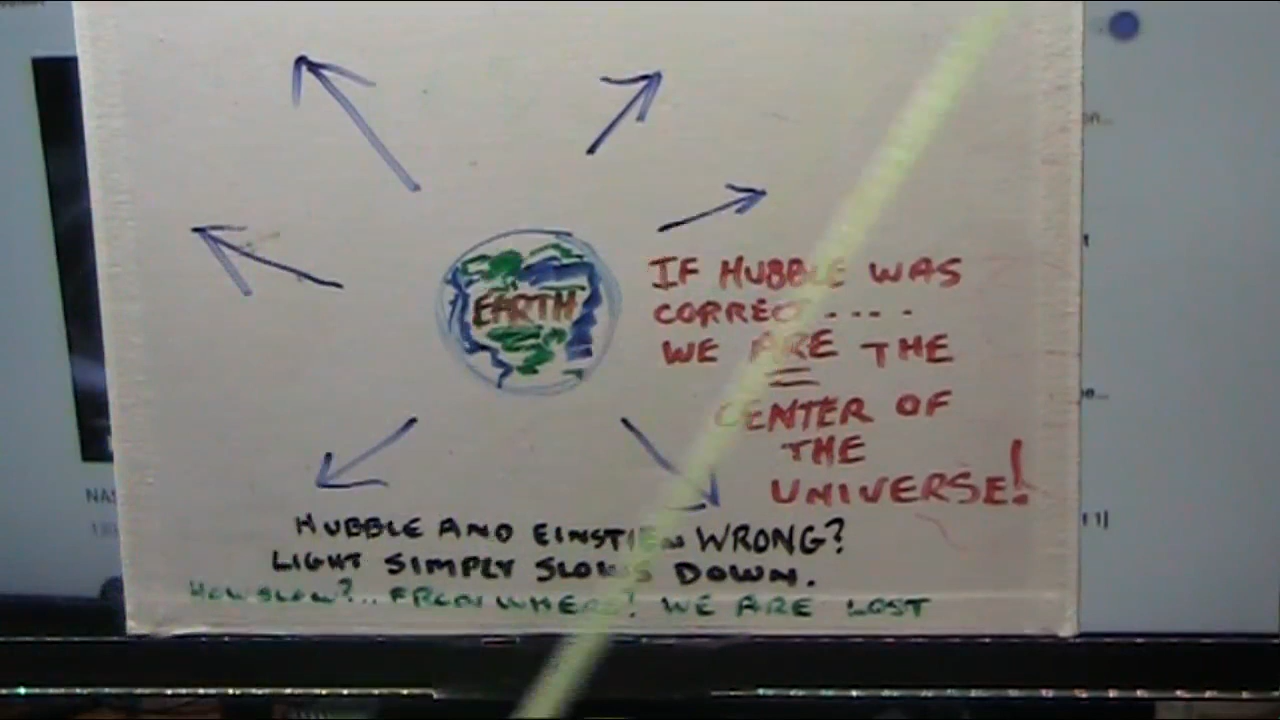 EARTH
IF HUBBLE WAS
CORRECT....
WE ARE THE
CENTER OF
THE
UNIVERSE!
HUBBLE AND EINSTIEN WRONG?
LIGHT SIMPLY SLOWS DOWN.
HOW SLOW?.. FROM WHERE! WE ARE LOST